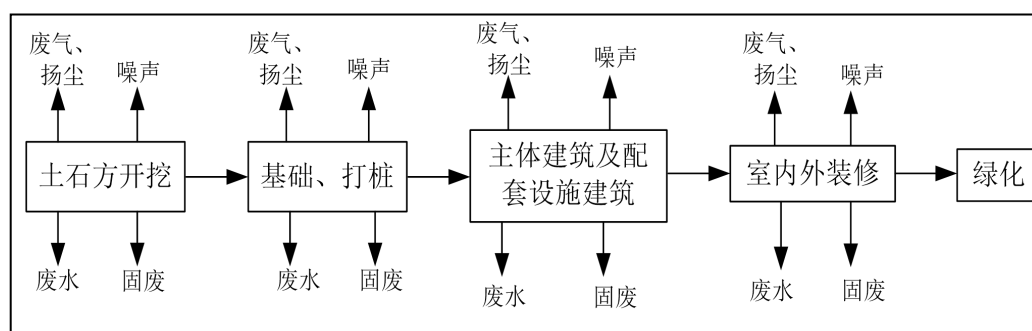 废气、
扬尘
噪声
废气、
扬尘
噪声
废气、
扬尘
噪声
废气、
扬尘
噪声
土石方开挖
基础、打桩
主体建筑及配
套设施建筑
室内外装修
绿化
废水
固废
废水
固废
废水
固废
废水
固废